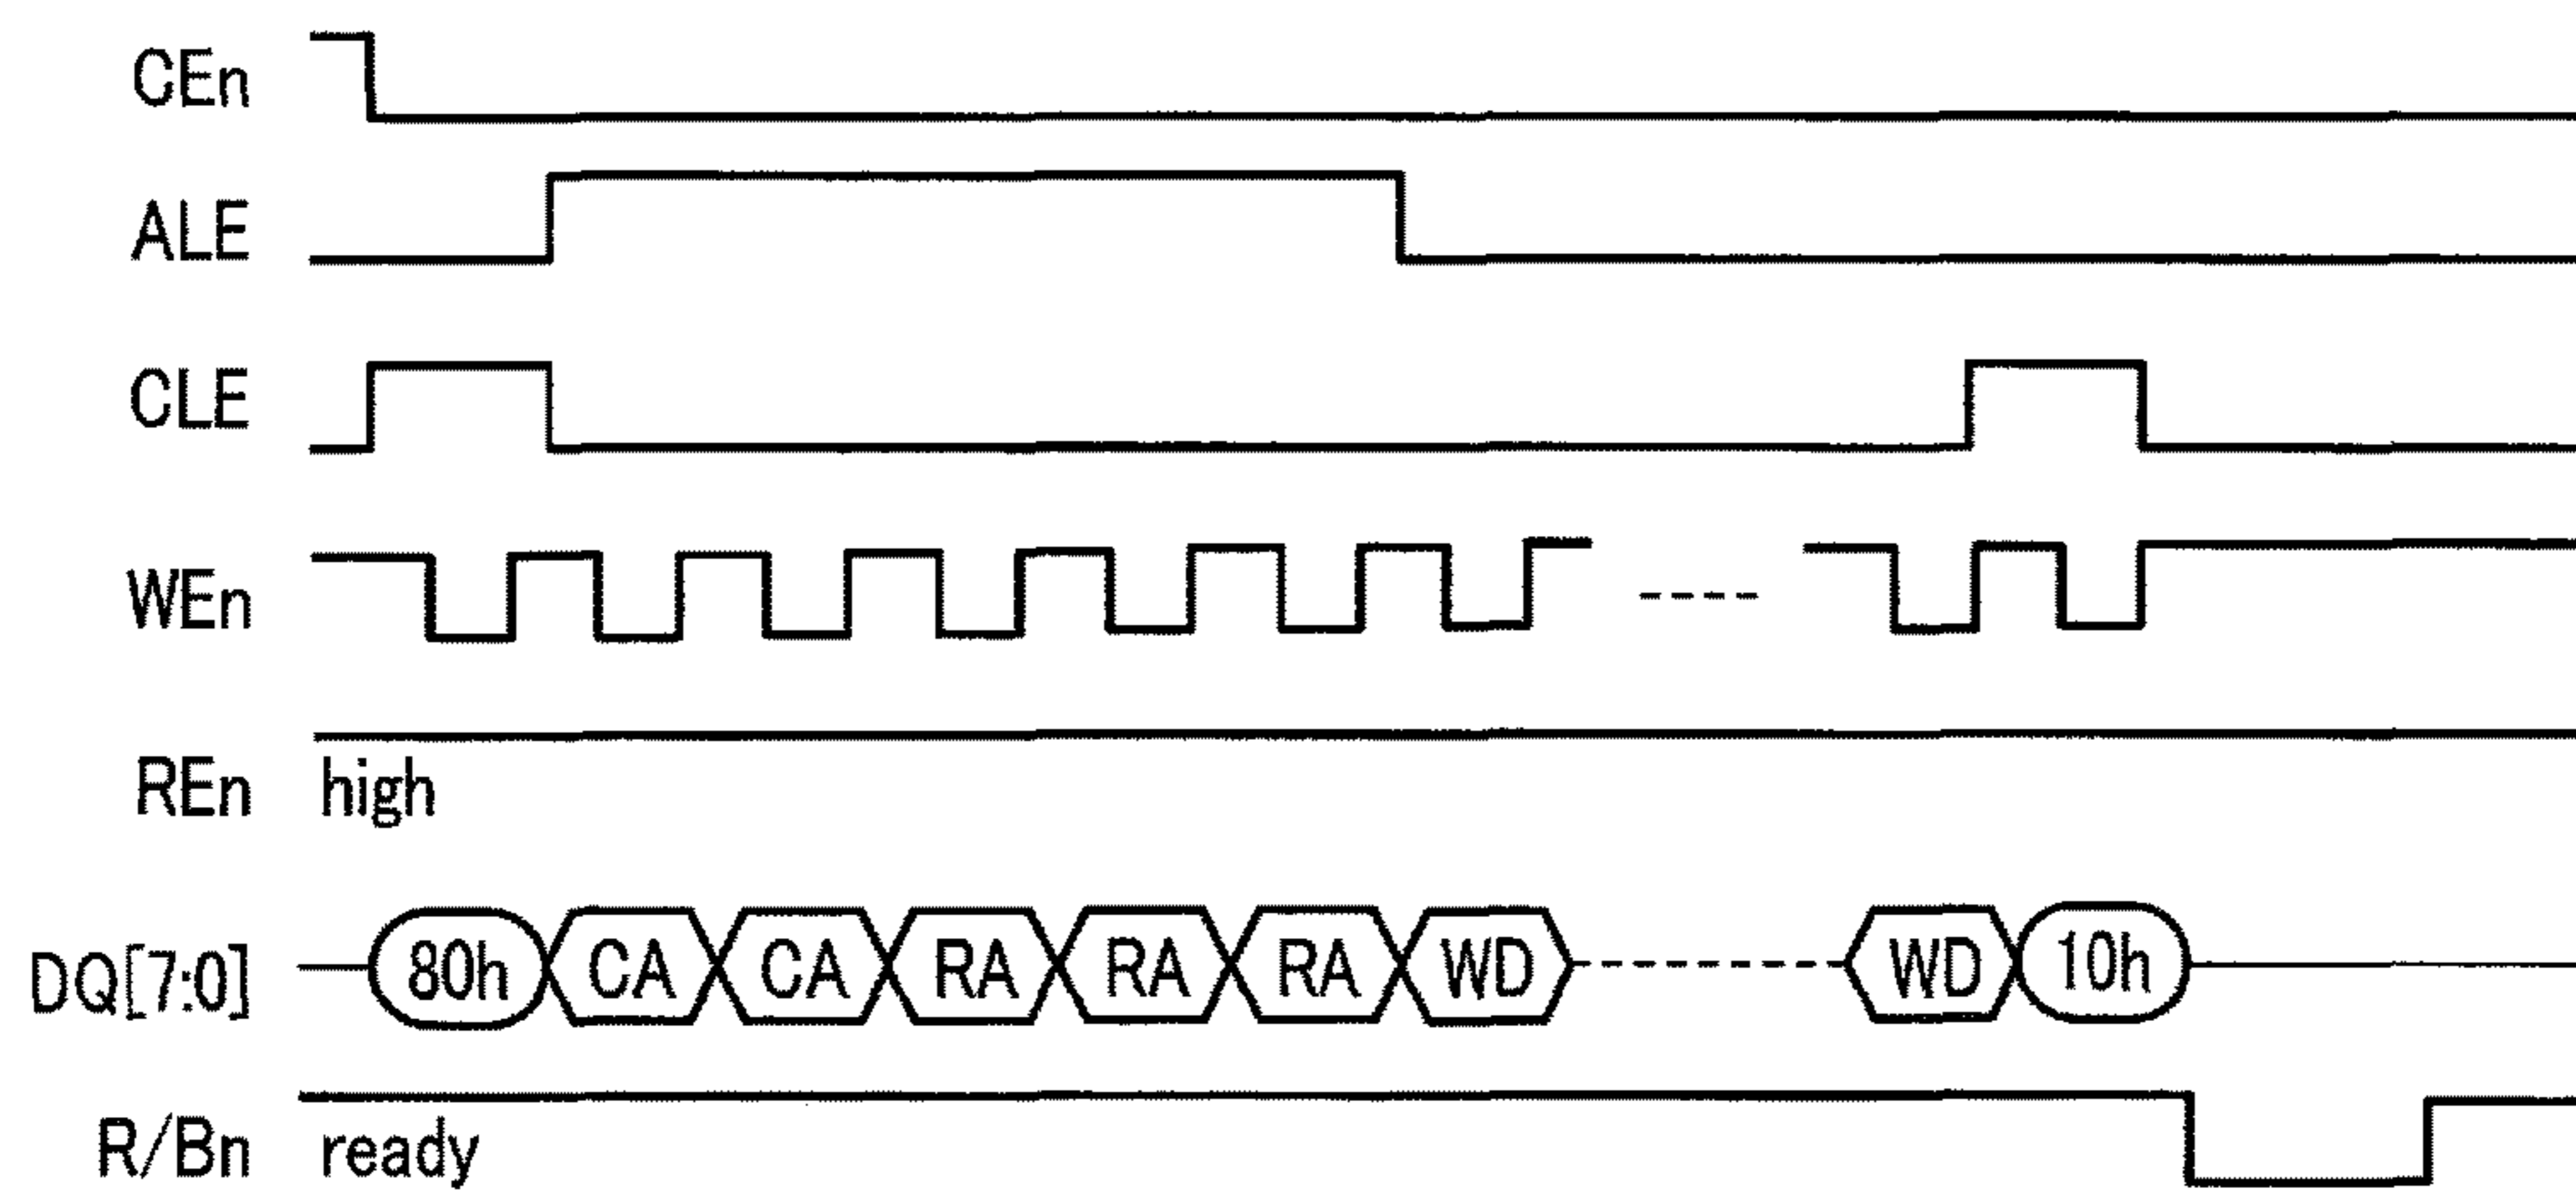 CEn
ALE
CLE
WEn
REn high
DQ[7:0] 80h CA CA RA RA RA WD WD 10h
R/Bn ready